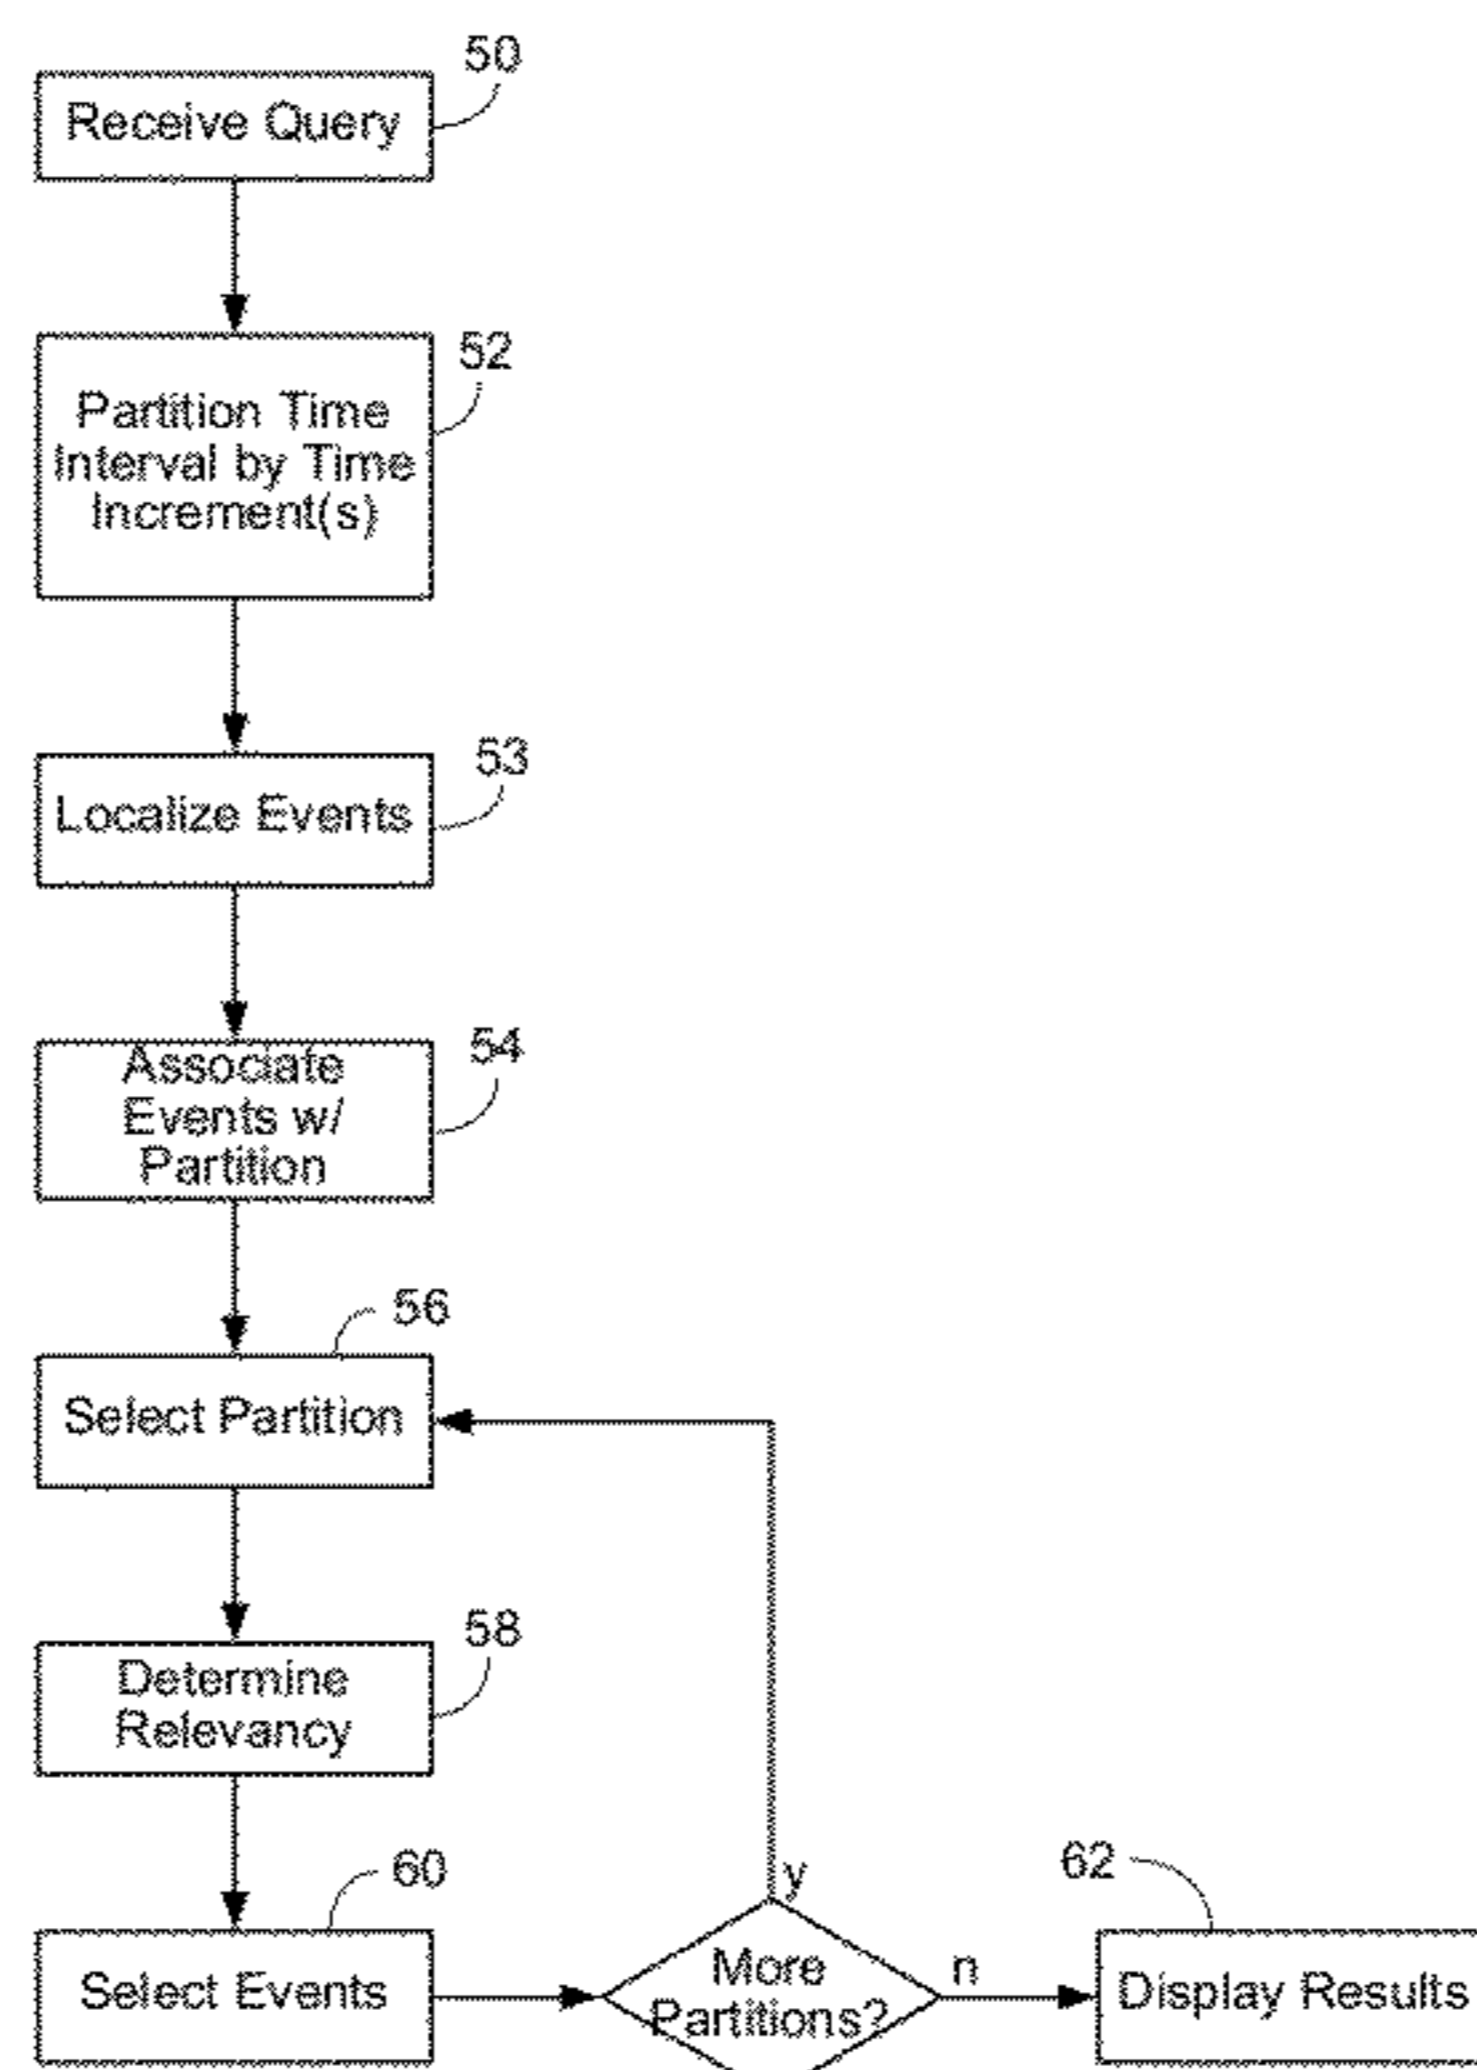 50
Receive Query
52
Partition Time
Interval by Time
Increment(s)
53
Localize Events
54
Associate
Events w/
Partition
56
Select Partition
58
Determine
Relevancy
60
Select Events
y
More
Partitions?
n
62
Display Results